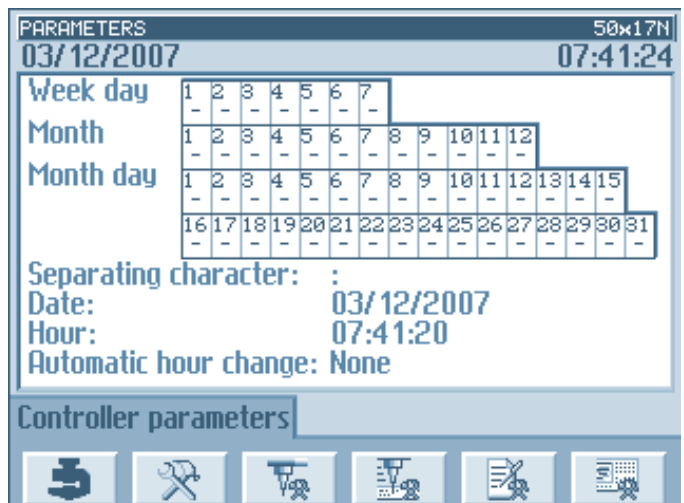 PARAMETERS 50x17N
03/12/2007 07:41:24
Week day 1 2 3 4 5 6 7
- - - - - - -
Month 1 2 3 4 5 6 7 8 9 10 11 12
- - - - - - - - - - - -
Month day 1 2 3 4 5 6 7 8 9 10 11 12 13 14 15
- - - - - - - - - - - - - - -
16 17 18 19 20 21 22 23 24 25 26 27 28 29 30 31
- - - - - - - - - - - - - - - -
Separating character: :
Date: 03/12/2007
Hour: 07:41:20
Automatic hour change: None
Controller parameters